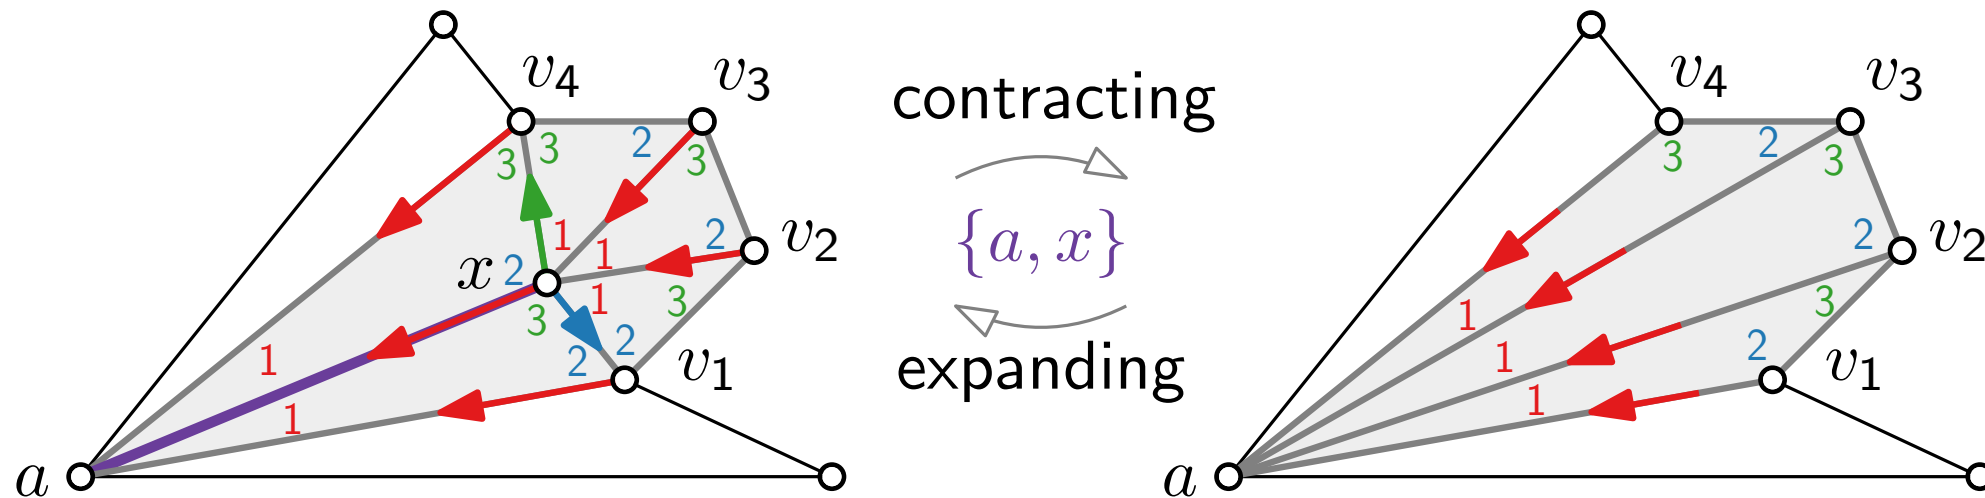 v4 v3
3 3 2 3
2 v2
1 1
x 2 1 3
3 2 2 v1
1 1
a
contracting
{a, x}
expanding
v4 v3
3 2 3
2 v2
1 3
1 2 v1
1
a